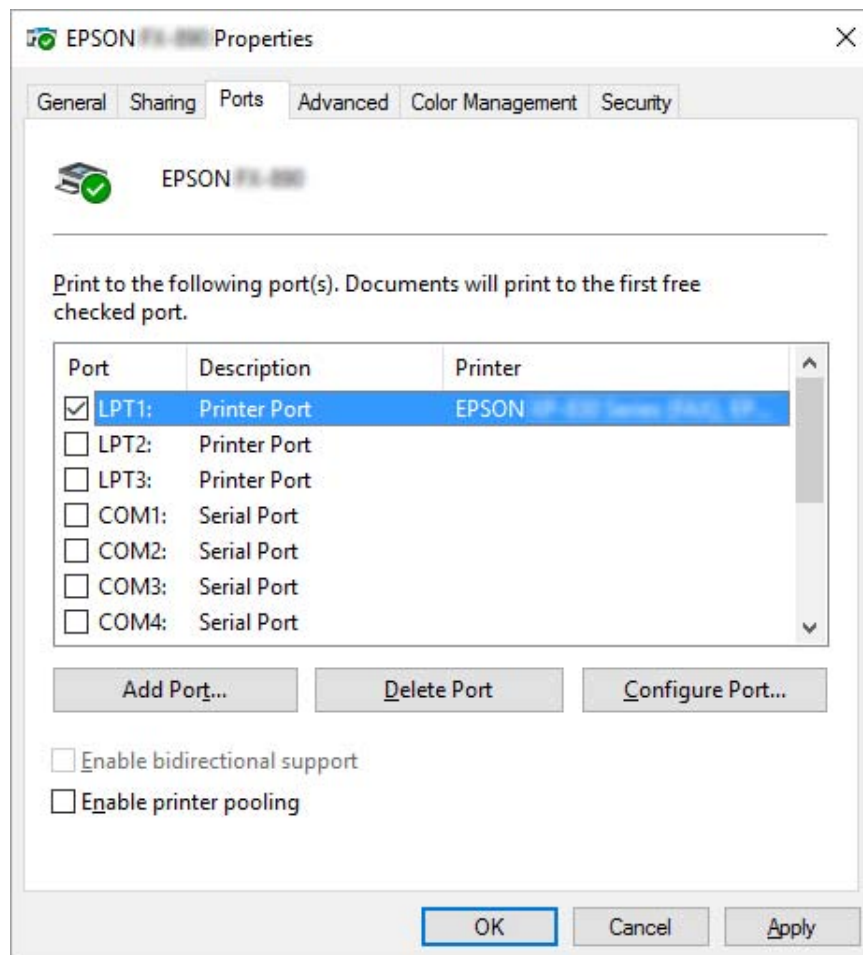 EPSON Properties
General Sharing Ports Advanced Color Management Security
EPSON
Print to the following port(s). Documents will print to the first free
checked port.
Port Description Printer
LPT1: Printer Port EPSON
LPT2: Printer Port
LPT3: Printer Port
COM1: Serial Port
COM2: Serial Port
COM3: Serial Port
COM4: Serial Port
Add Port... Delete Port Configure Port...
Enable bidirectional support
Enable printer pooling
OK Cancel Apply